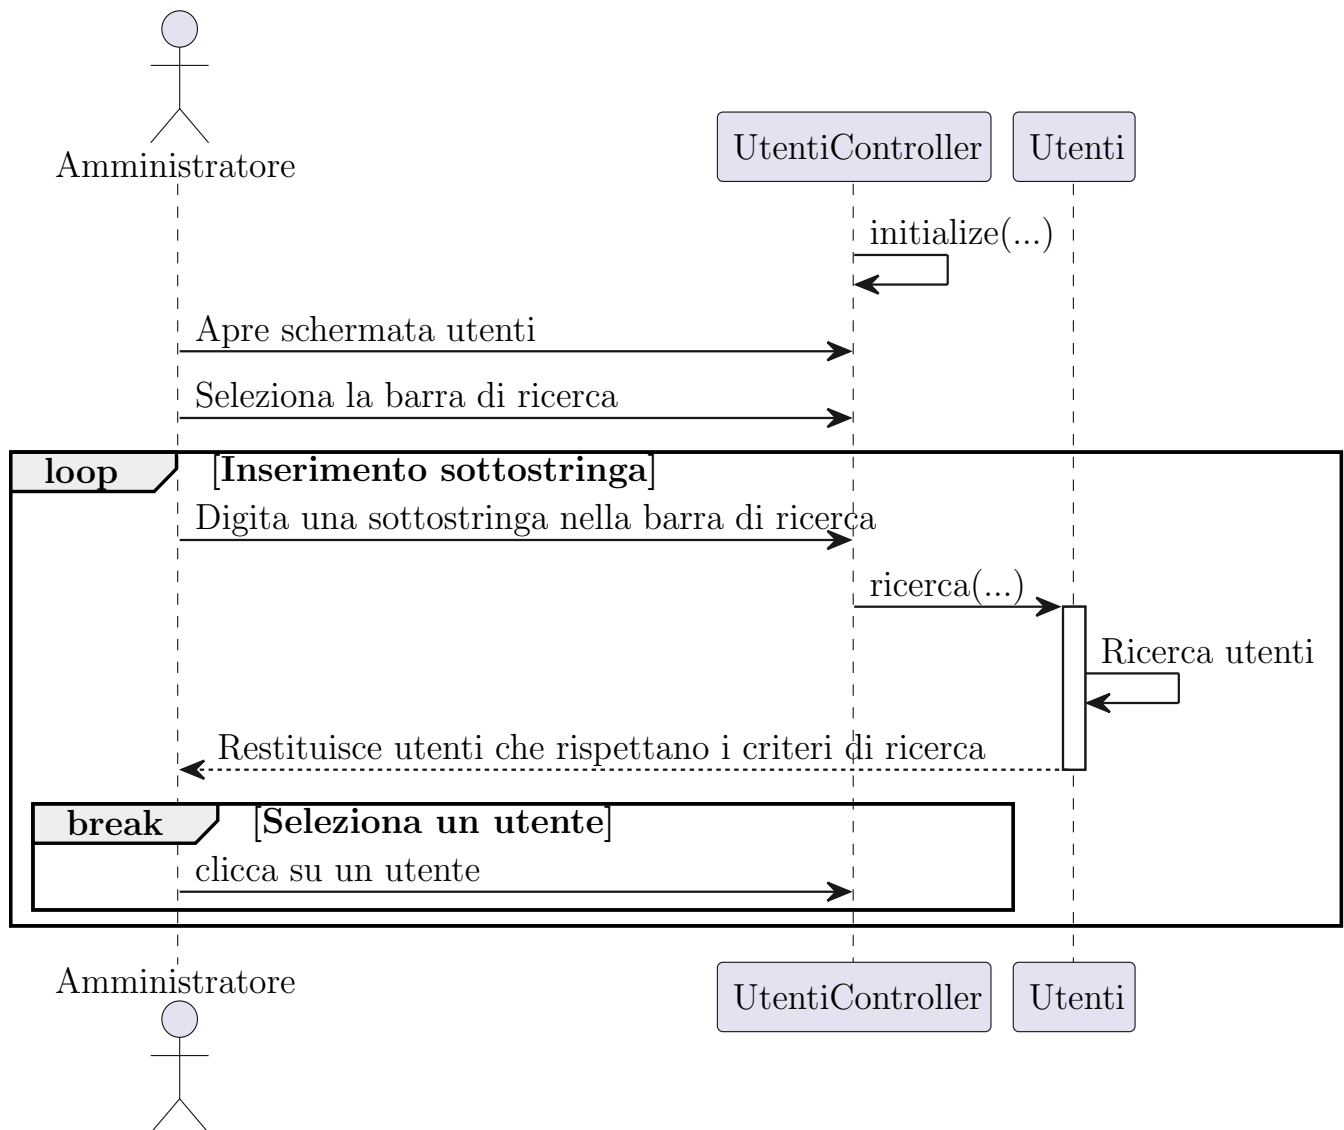 Amministratore
UtentiController
Utenti
initialize(...)
Apre schermata utenti
Seleziona la barra di ricerca
loop
[Inserimento sottostringa]
Digita una sottostringa nella barra di ricerca
ricerca(...)
Ricerca utenti
Restituisce utenti che rispettano i criteri di ricerca
break
[Seleziona un utente]
clicca su un utente
Amministratore
UtentiController
Utenti